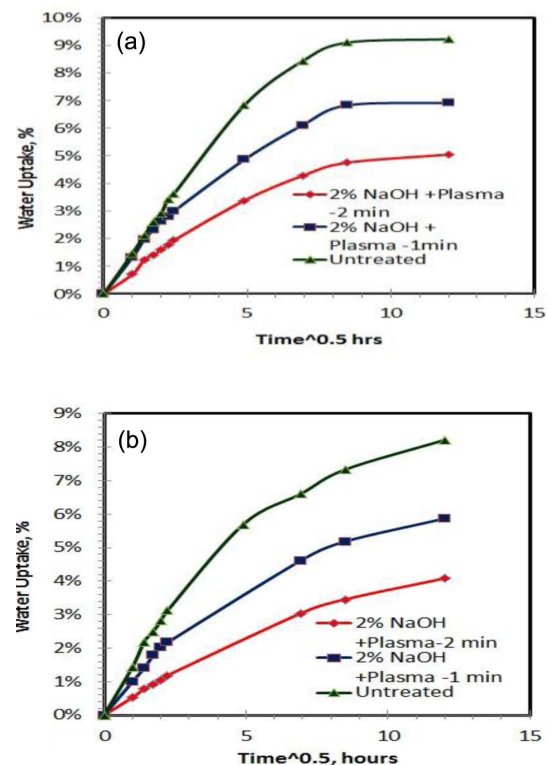 (a)
10%
9%
8%
7%
6%
5%
4%
3%
2%
1%
0%
Water Uptake, %
2% NaOH +Plasma
-2 min
2% NaOH +
Plasma -1min
Untreated
0 5 10 15
Time^0.5 hrs
(b)
9%
8%
7%
6%
5%
4%
3%
2%
1%
0%
Water Uptake, %
2% NaOH
+Plasma-2 min
2% NaOH
+Plasma -1 min
Untreated
0 5 10 15
Time^0.5, hours